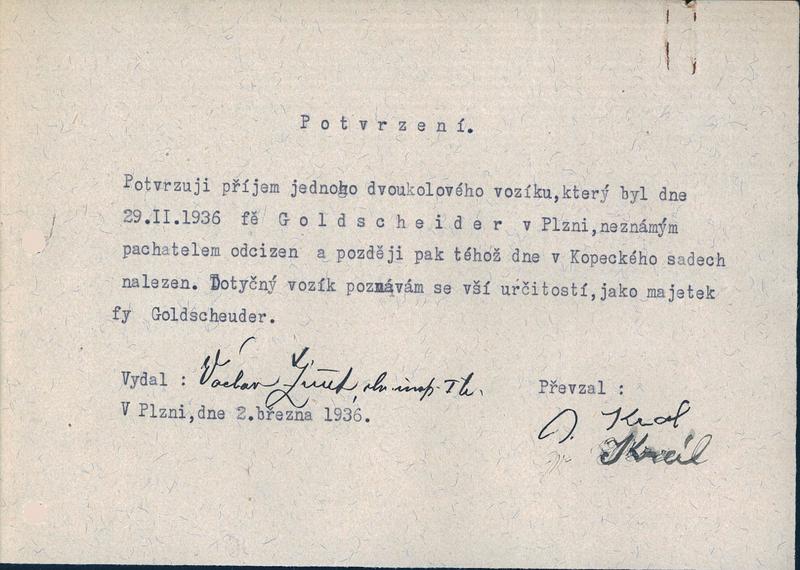 Potvrzení.
Potvrzuji příjem jednoho dvoukolového vozíku,který byl dne
29.II.1936 fě Goldscheider v Plzni,neznámým
pachatelem odcizen a později pak téhož dne v Kopeckého sadech
nalezen. Dotyčný vozík poznávám se vší určitostí,jako majetek
fy Goldscheuder.
Vydal : Václav
Převzal :
V Plzni,dne 2.března 1936.
J. Král
Král